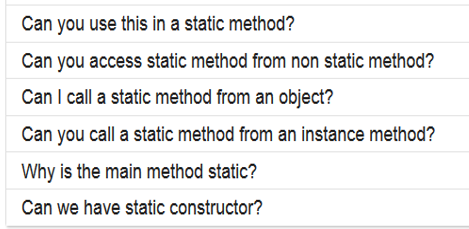 Can you use this in a static method?
Can you access static method from non static method?
Can I call a static method from an object?
Can you call a static method from an instance method?
Why is the main method static?
Can we have static constructor?